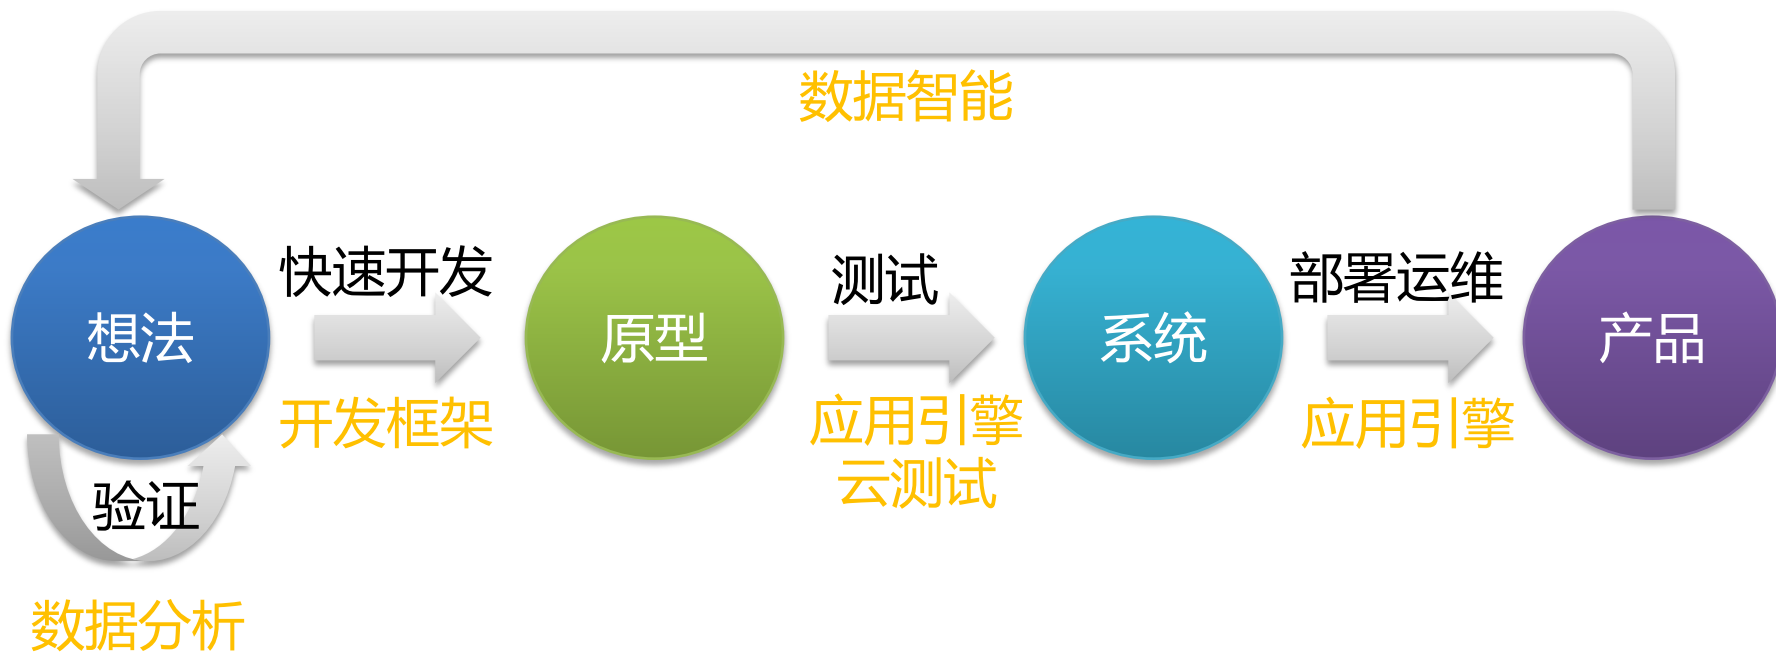 数据智能
想法
快速开发
开发框架
原型
测试
应用引擎
云测试
系统
部署运维
应用引擎
产品
验证
数据分析